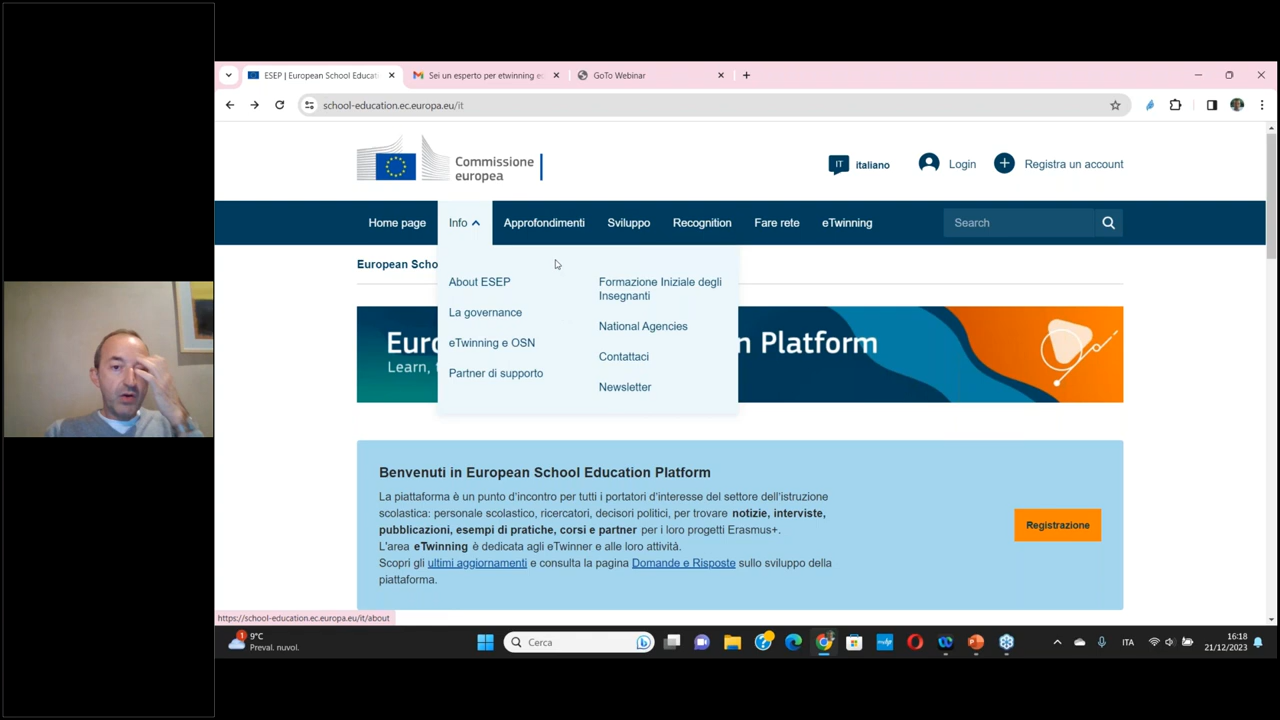 ESEP | European School Educat
Sei un esperto per etwinning e
GoTo Webinar
school-education.ec.europa.eu/it
Commissione
europea
IT
italiano
Login
Registra un account
Home page
Info
Approfondimenti
Sviluppo
Recognition
Fare rete
eTwinning
Search
European Scho
About ESEP
La governance
eTwinning e OSN
Partner di supporto
Formazione Iniziale degli
Insegnanti
National Agencies
Contattaci
Newsletter
Euro
n Platform
Learn, t
Benvenuti in European School Education Platform
La piattaforma è un punto d'incontro per tutti i portatori d'interesse del settore dell'istruzione
scolastica: personale scolastico, ricercatori, decisori politici, per trovare notizie, interviste,
pubblicazioni, esempi di pratiche, corsi e partner per i loro progetti Erasmus+.
L'area eTwinning è dedicata agli eTwinner e alle loro attività.
Scopri gli ultimi aggiornamenti e consulta la pagina Domande e Risposte sullo sviluppo della
piattaforma.
Registrazione
https://school-education.ec.europa.eu/it/about
1
9°C
Preval. nuvol.
Cerca
ITA
16:18
21/12/2023